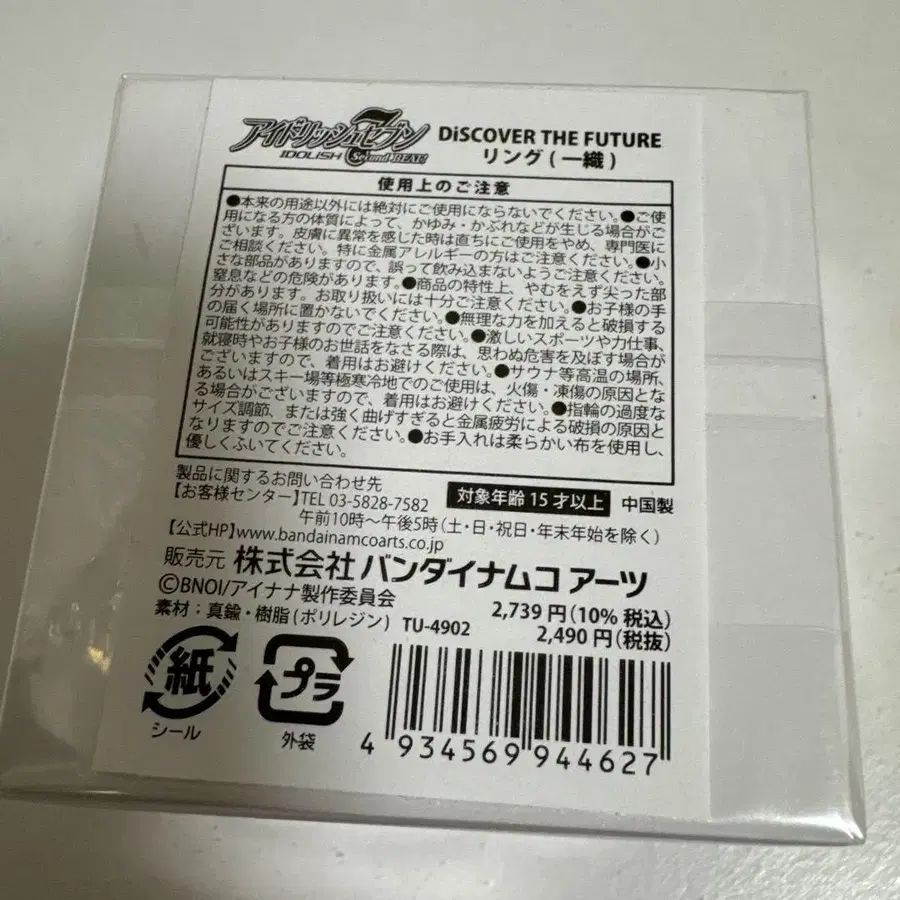 アイドリッシュセブン
IDOLiSH 7 Second BEAT!
DiSCOVER THE FUTURE
リング ( 一織 )
使用上のご注意
●本来の用途以外には絶対にご使用にならないでください。●ご使
用になる方の体質によって、かゆみ・かぶれなどが生じる場合がご
ざいます。皮膚に異常を感じた時は直ちにご使用をやめ、専門医に
ご相談ください。特に金属アレルギーの方はご注意ください。●小
さな部品がありますので、誤って飲み込まないようご注意ください。
窒息などの危険があります。●商品の特性上、やむをえず尖った部
分があります。お取り扱いには十分ご注意ください。●お子様の手
の届く場所に置かないでください。●無理な力を加えると破損する
可能性がありますのでご注意ください。●激しいスポーツや力仕事、
就寝時やお子様のお世話をなさる際は、思わぬ危害を及ぼす場合が
ございますので、着用はお避けください。●サウナ等高温の場所、
あるいはスキー場等極寒冷地でのご使用は、火傷・凍傷の原因とな
る場合がございますので、着用はお避けください。●指輪の過度な
サイズ調節、または強く曲げすぎると金属疲労による破損の原因と
なりますのでご注意ください。●お手入れは柔らかい布を使用し、
優しくふいてください。
製品に関するお問い合わせ先
【お客様センター】TEL 03-5828-7582
対象年齢 15 才以上 中国製
午前10時～午後5時(土・日・祝日・年末年始を除く)
【公式HP】www.bandainamcoarts.co.jp
販売元 株式会社 バンダイナムコ アーツ
©BNOI/アイナナ製作委員会
素材：真鍮・樹脂(ポリレジン) TU-4902
2,739 円(10% 税込)
2,490 円(税抜)
紙
シール
プラ
外袋
4 934569 944627